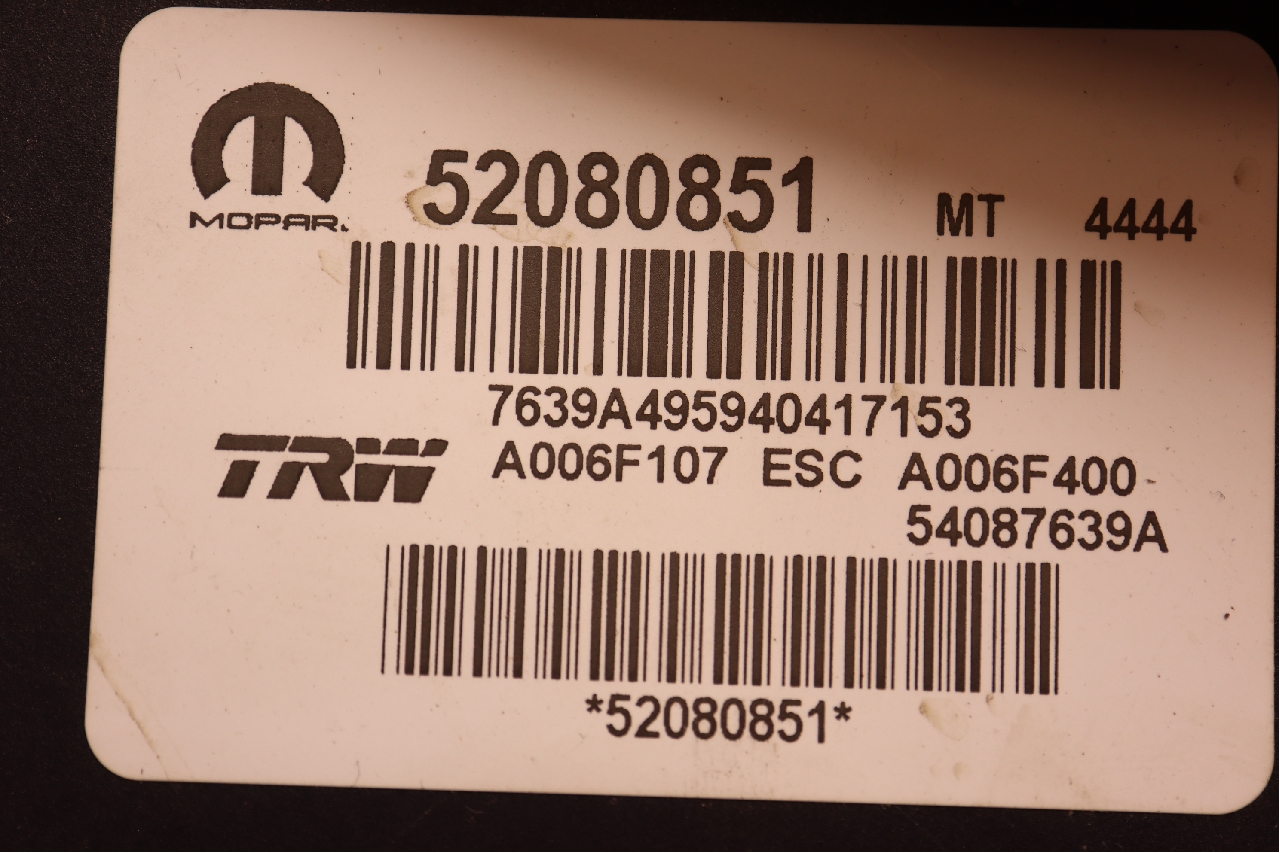 52080851 MT 4444
MOPAR.
7639A495940417153
TRW A006F107 ESC A006F400-
54087639A
*52080851*